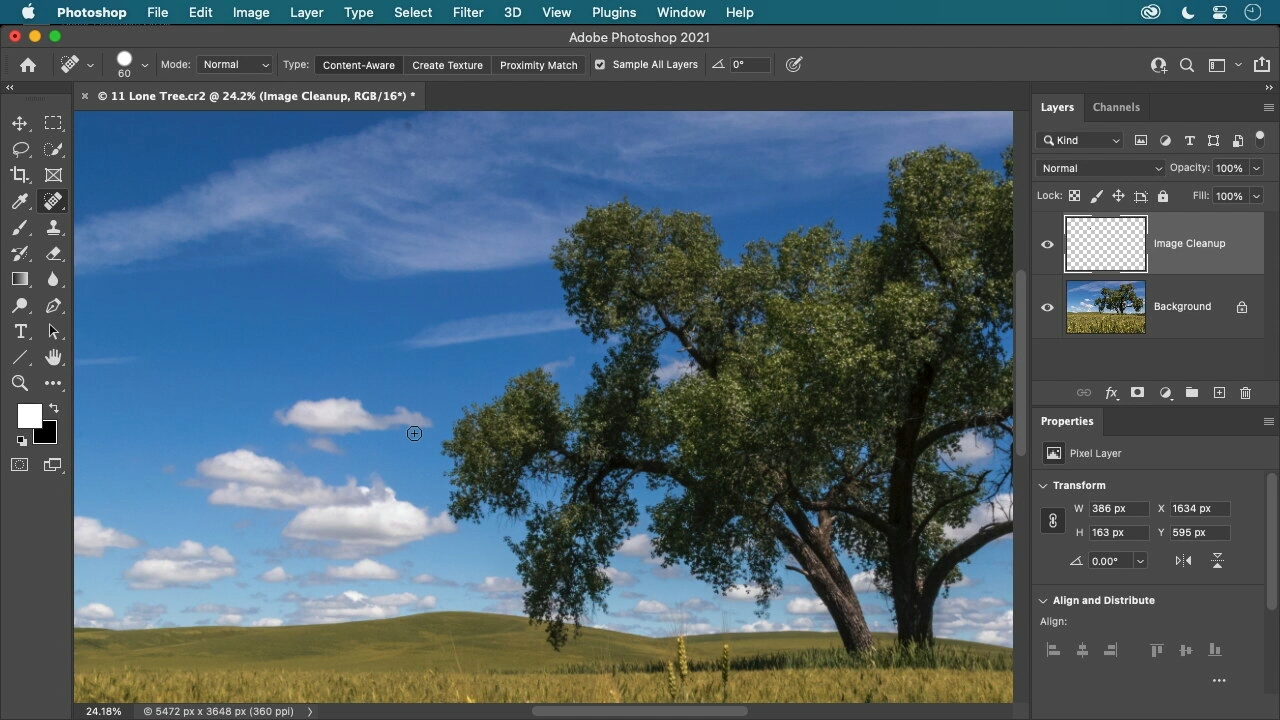 Photoshop File Edit Image Layer Type Select Filter 3D View Plugins Window Help
Adobe Photoshop 2021
60 Mode: Normal Type: Content-Aware Create Texture Proximity Match Sample All Layers 0°
© 11 Lone Tree.cr2 @ 24.2% (Image Cleanup, RGB/16*) *
Layers Channels
Kind
Normal Opacity: 100%
Lock: Fill: 100%
Image Cleanup
Background
fx
Properties
Pixel Layer
Transform
W 386 px X 1634 px
H 163 px Y 595 px
0.00°
Align and Distribute
Align:
24.18% © 5472 px x 3648 px (360 ppi)